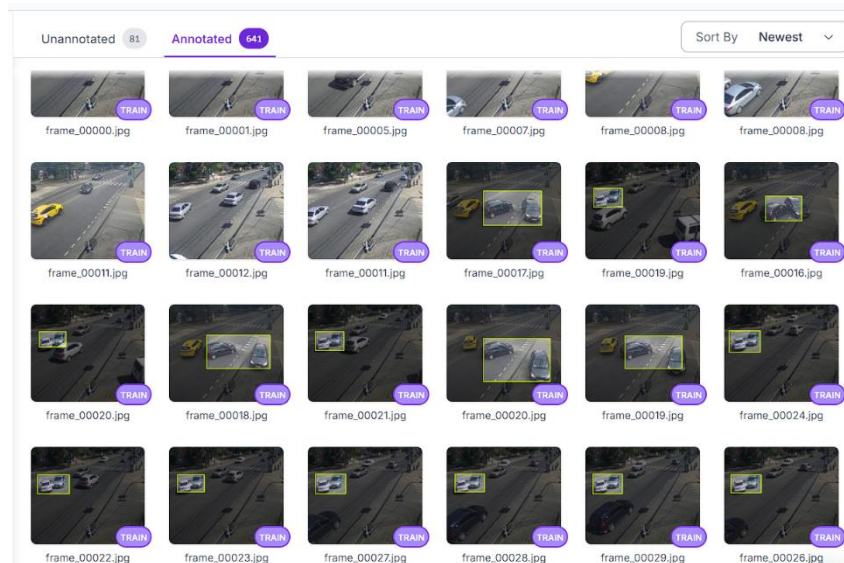 Unannotated 81 Annotated 641 Sort By Newest
TRAIN TRAIN TRAIN TRAIN TRAIN TRAIN
frame_00000.jpg frame_00001.jpg frame_00005.jpg frame_00007.jpg frame_00008.jpg frame_00008.jpg
TRAIN TRAIN TRAIN TRAIN TRAIN TRAIN
frame_00011.jpg frame_00012.jpg frame_00011.jpg frame_00017.jpg frame_00019.jpg frame_00016.jpg
TRAIN TRAIN TRAIN TRAIN TRAIN TRAIN
frame_00020.jpg frame_00018.jpg frame_00021.jpg frame_00020.jpg frame_00019.jpg frame_00024.jpg
TRAIN TRAIN TRAIN TRAIN TRAIN TRAIN
frame_00022.jpg frame_00023.jpg frame_00027.jpg frame_00028.jpg frame_00029.jpg frame_00026.jpg